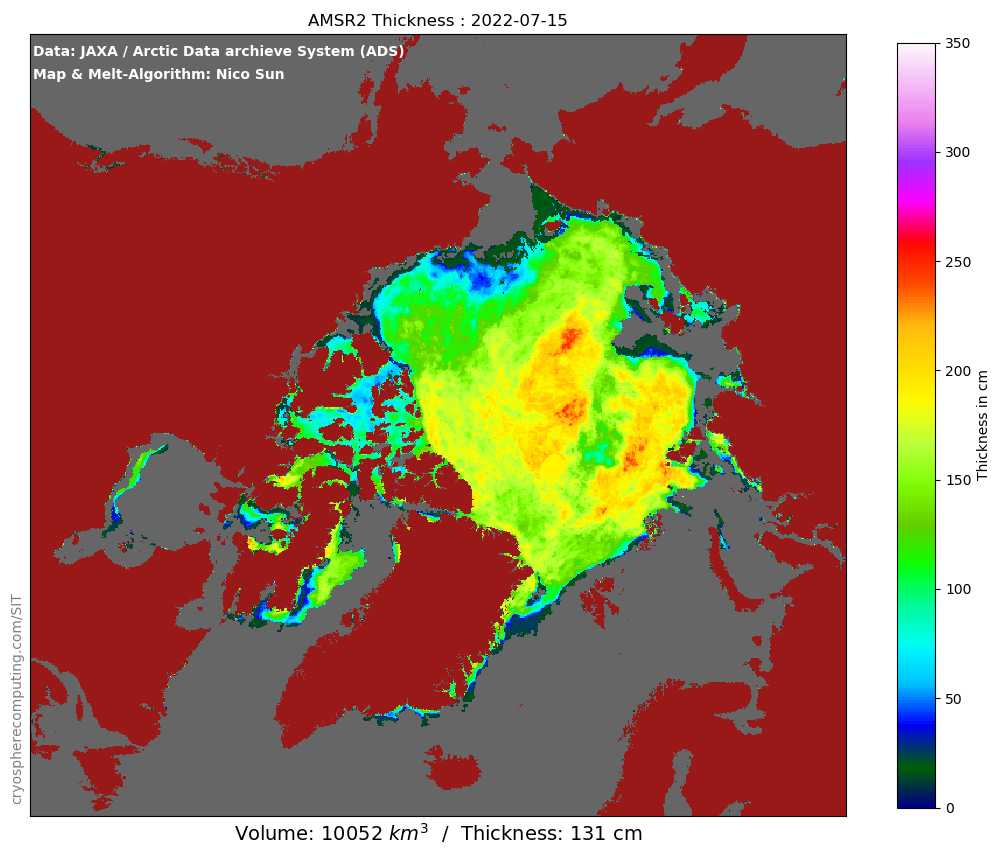 AMSR2 Thickness : 2022-07-15
Data: JAXA / Arctic Data archieve System (ADS)
Map & Melt-Algorithm: Nico Sun
350
300
250
200
150
100
50
0
Thickness in cm
cryospherecomputing.com/SIT
Volume: 10052 km³ / Thickness: 131 cm